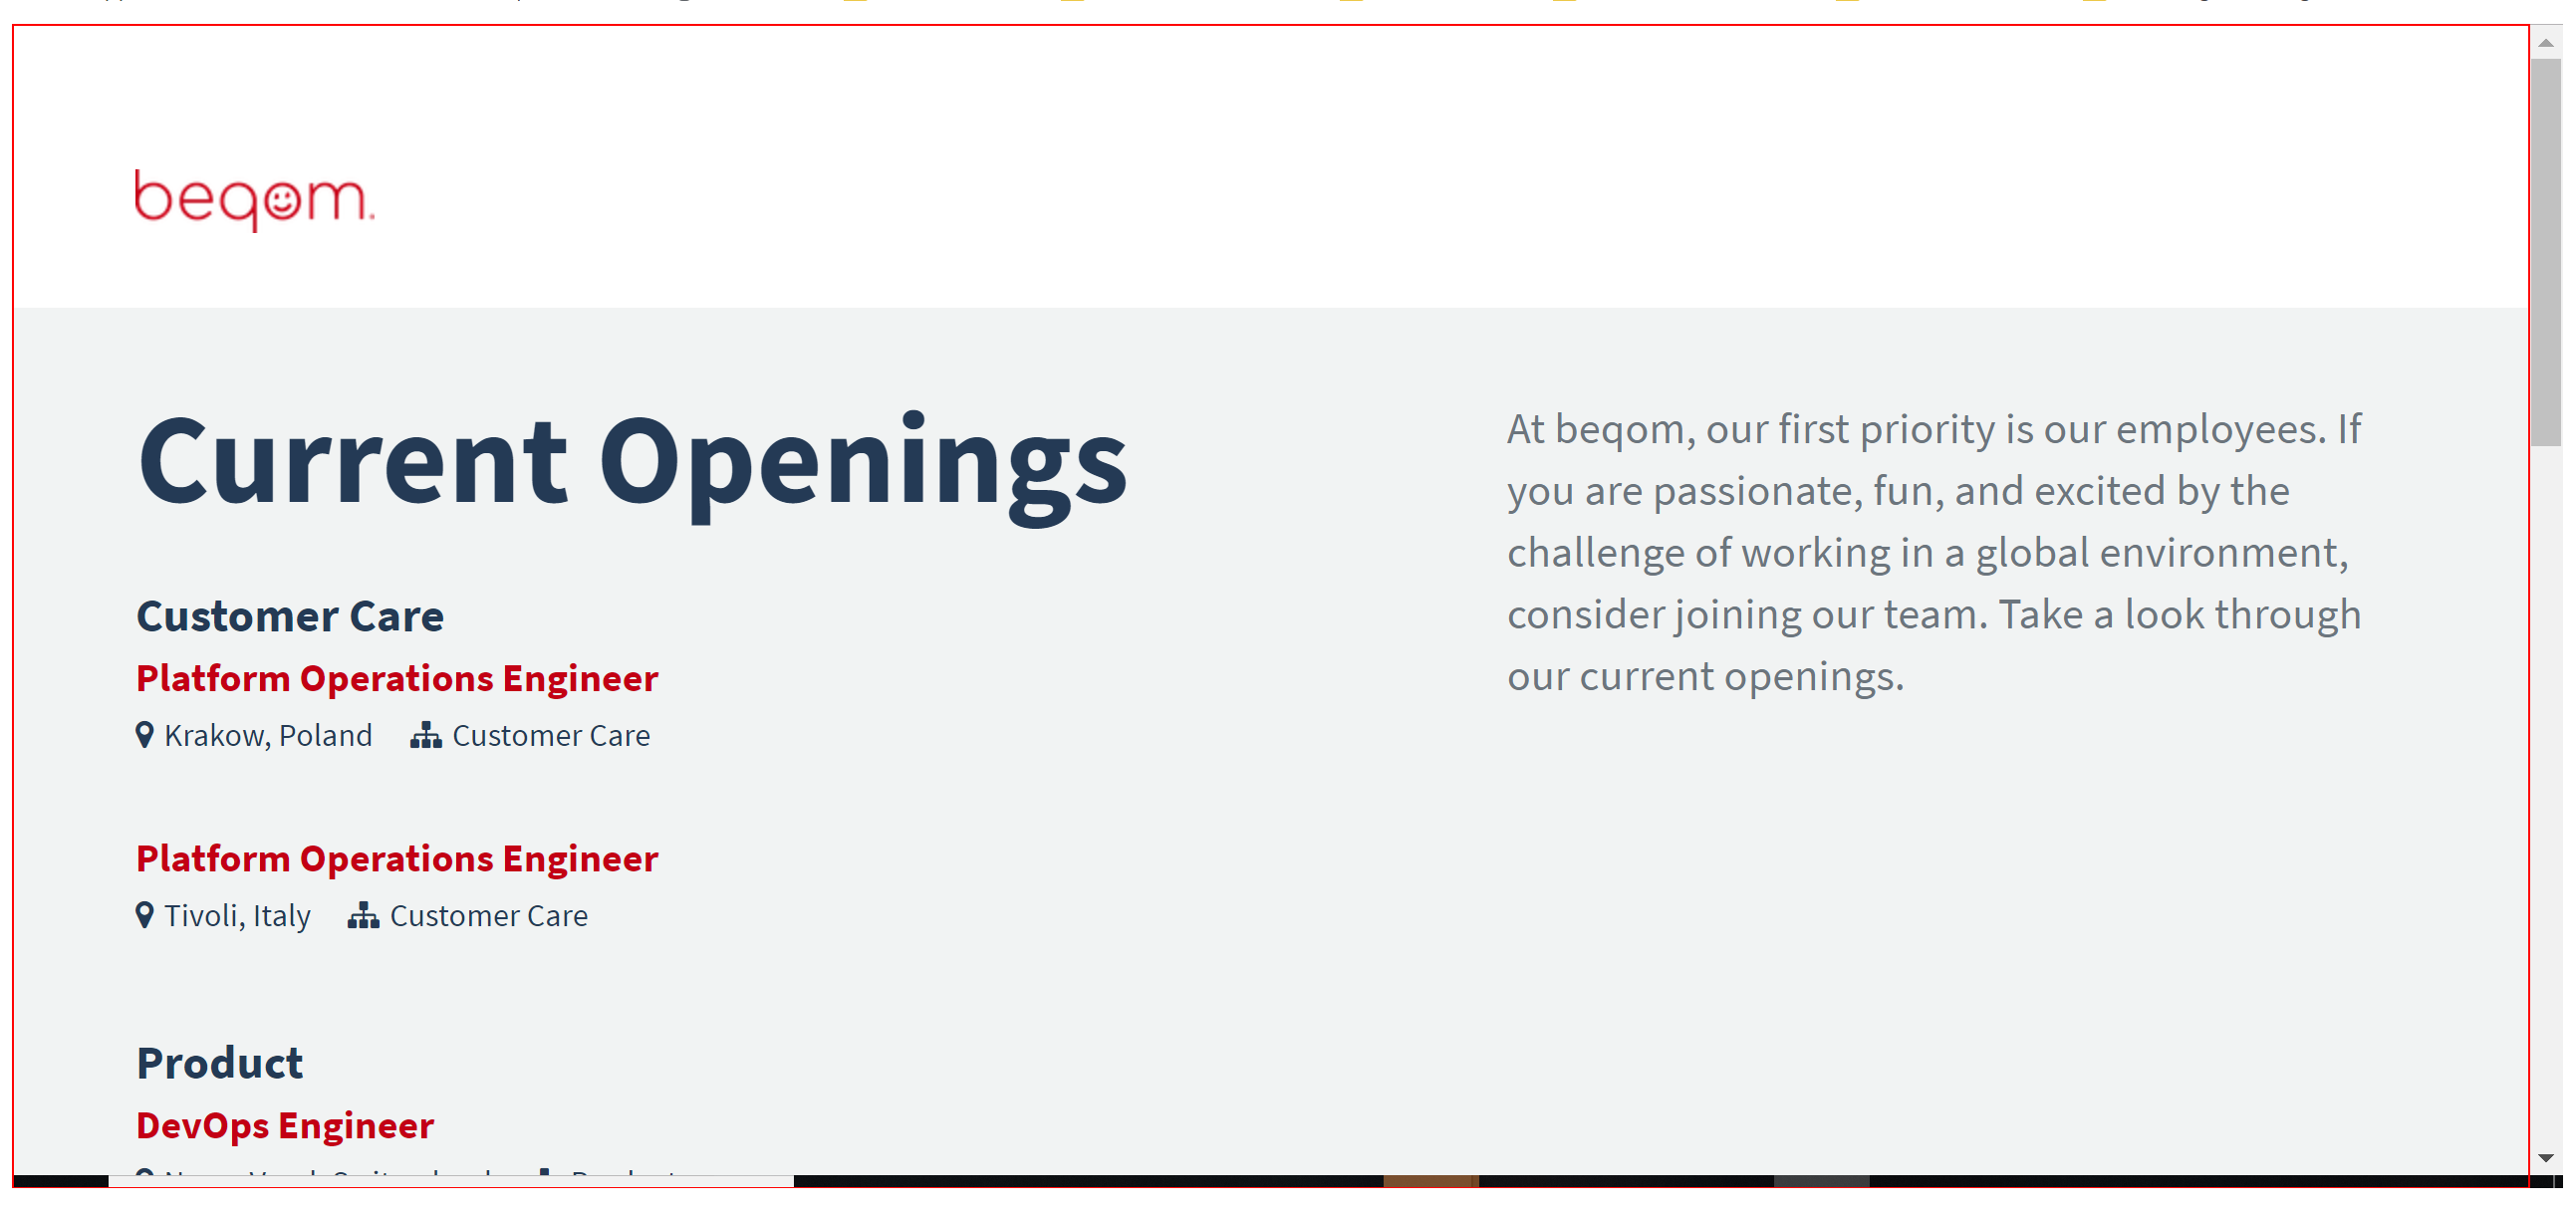 beqom.
Current Openings
Customer Care
Platform Operations Engineer
Krakow, Poland Customer Care
Platform Operations Engineer
Tivoli, Italy Customer Care
Product
DevOps Engineer
At beqom, our first priority is our employees. If
you are passionate, fun, and excited by the
challenge of working in a global environment,
consider joining our team. Take a look through
our current openings.